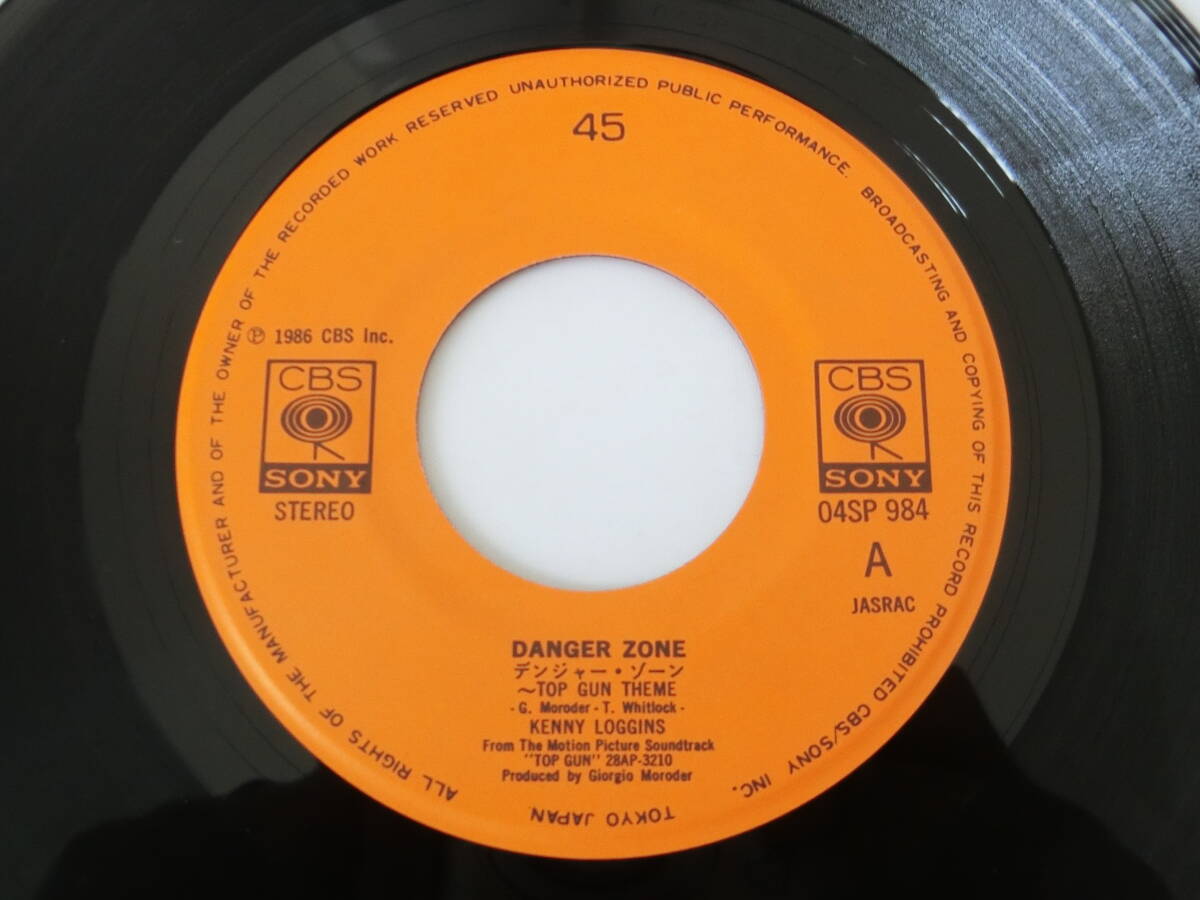 45
ALL RIGHTS OF THE MANUFACTURER AND OF THE OWNER OF THE RECORDED WORK RESERVED UNAUTHORIZED PUBLIC PERFORMANCE. BROADCASTING AND COPYING OF THIS RECORD PROHIBITED CBS/SONY INC.
TOKYO JAPAN.
℗ 1986 CBS Inc.
CBS
SONY
STEREO
CBS
SONY
04SP 984
A
JASRAC
DANGER ZONE
デンジャー・ゾーン
～TOP GUN THEME
- G. Moroder - T. Whitlock -
KENNY LOGGINS
From The Motion Picture Soundtrack
"TOP GUN" 28AP-3210
Produced by Giorgio Moroder